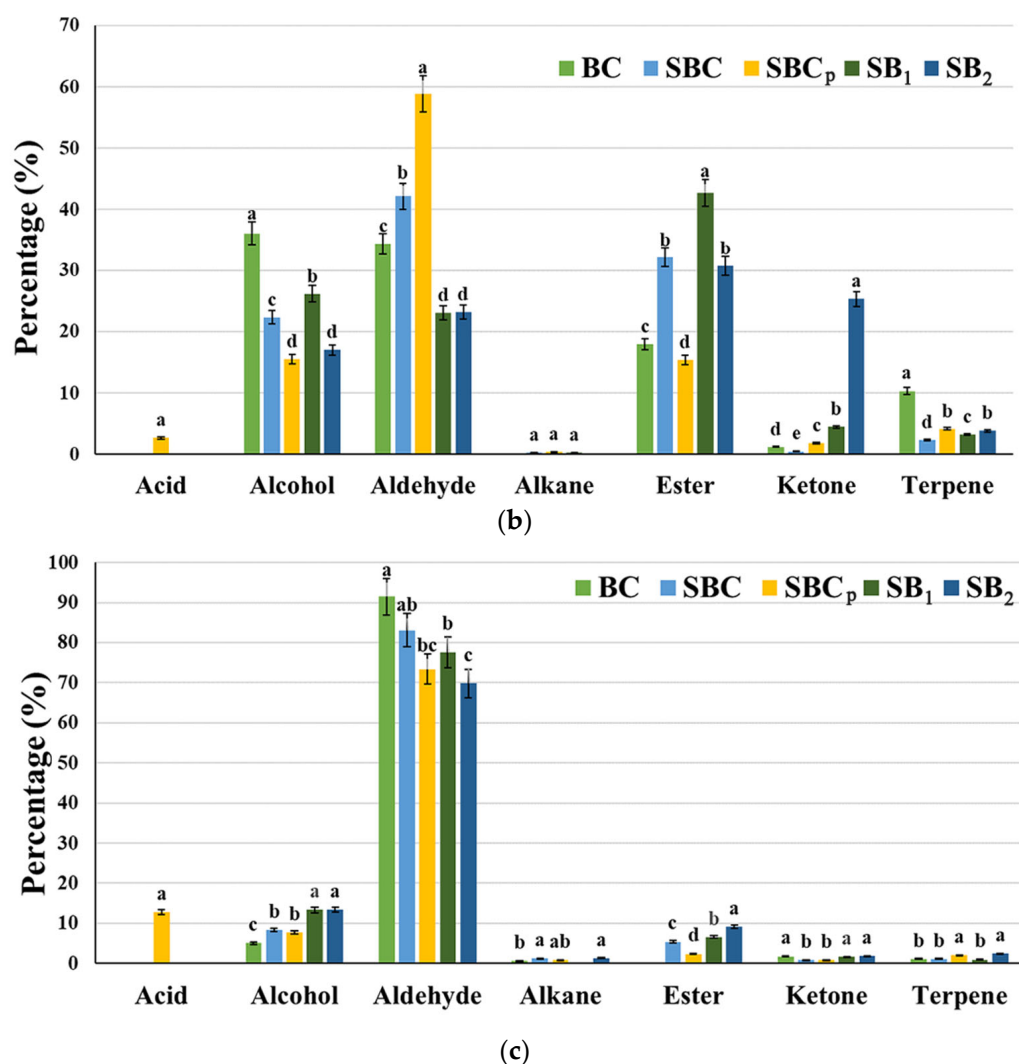 70
60
50
40
30
20
10
0
Percentage (%)
BC SBC SBCp SB1 SB2
a
a c d b d
c b a d d
a a a
c b d a b
d e c b a
a d b c b
Acid Alcohol Aldehyde Alkane Ester Ketone Terpene
(b)
100
90
80
70
60
50
40
30
20
10
0
Percentage (%)
BC SBC SBCp SB1 SB2
a
c b b a a
a ab bc b c
b a ab a
c d b a
a b b a a
b b a b a
Acid Alcohol Aldehyde Alkane Ester Ketone Terpene
(c)